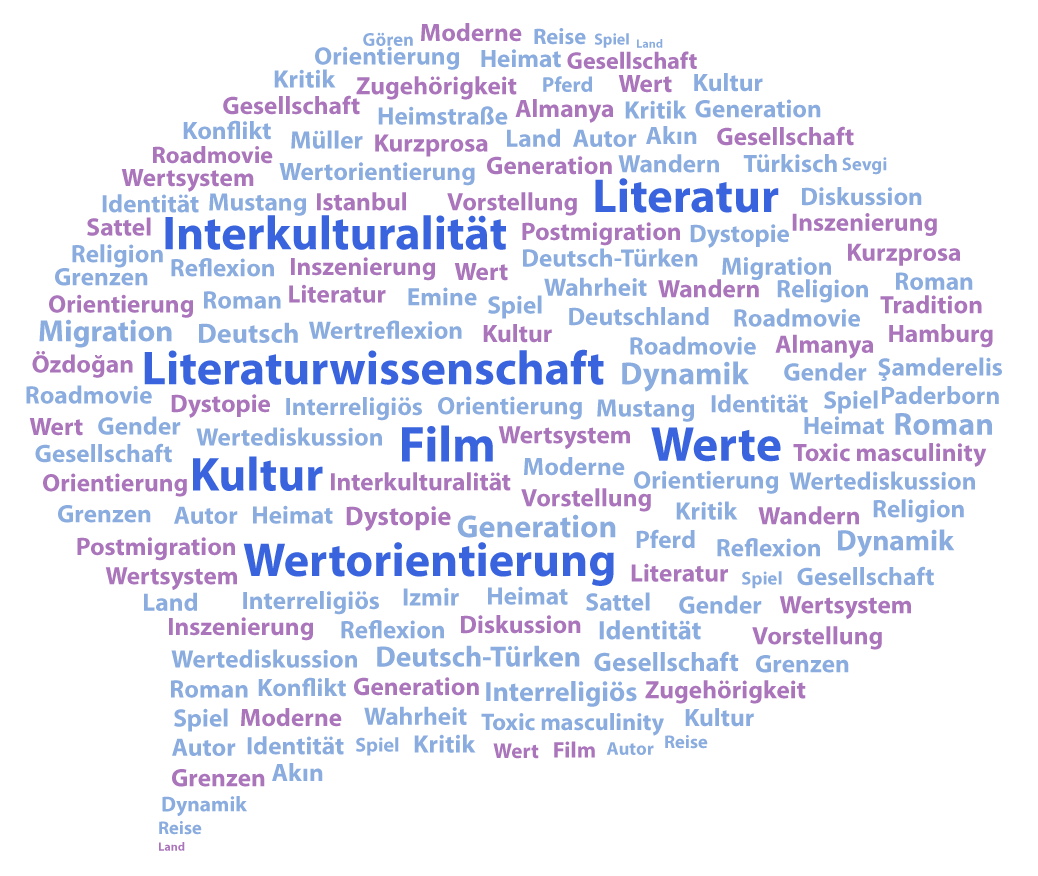 Gören Moderne Reise Spiel Land
Orientierung Heimat Gesellschaft
Kritik Zugehörigkeit Pferd Wert Kultur
Gesellschaft Heimstraße Almanya Kritik Generation
Konflikt Müller Kurzprosa Land Autor Akın Gesellschaft
Roadmovie Wertorientierung Generation Wandern Türkisch Sevgi
Wertsystem
Identität Mustang Istanbul Vorstellung Literatur Diskussion
Sattel Interkulturalität Postmigration Dystopie Inszenierung
Religion Reflexion Inszenierung Wert Deutsch-Türken Migration Kurzprosa
Grenzen
Orientierung Roman Literatur Emine Spiel Wahrheit Wandern Religion Roman
Migration Deutsch Wertreflexion Kultur Deutschland Roadmovie Tradition
Hamburg
Özdoğan Literaturwissenschaft Roadmovie Almanya
Dynamik Gender Şamderelis
Roadmovie Dystopie Interreligiös Orientierung Mustang Identität Spiel Paderborn
Wert Gender Wertediskussion Film Wertsystem Werte Heimat Roman
Gesellschaft Toxic masculinity
Orientierung Kultur Interkulturalität Moderne Orientierung Wertediskussion
Vorstellung
Grenzen Autor Heimat Dystopie Generation Kritik Wandern Religion
Postmigration Pferd Reflexion Dynamik
Wertsystem Wertorientierung Literatur Spiel Gesellschaft
Land Interreligiös Izmir Heimat Sattel Gender Wertsystem
Inszenierung Reflexion Diskussion Identität Vorstellung
Wertediskussion Deutsch-Türken Gesellschaft Grenzen
Roman Konflikt Generation Interreligiös Zugehörigkeit
Spiel Moderne Wahrheit Toxic masculinity Kultur
Autor Identität Spiel Kritik Wert Film Autor Reise
Grenzen Akın
Dynamik
Reise
Land